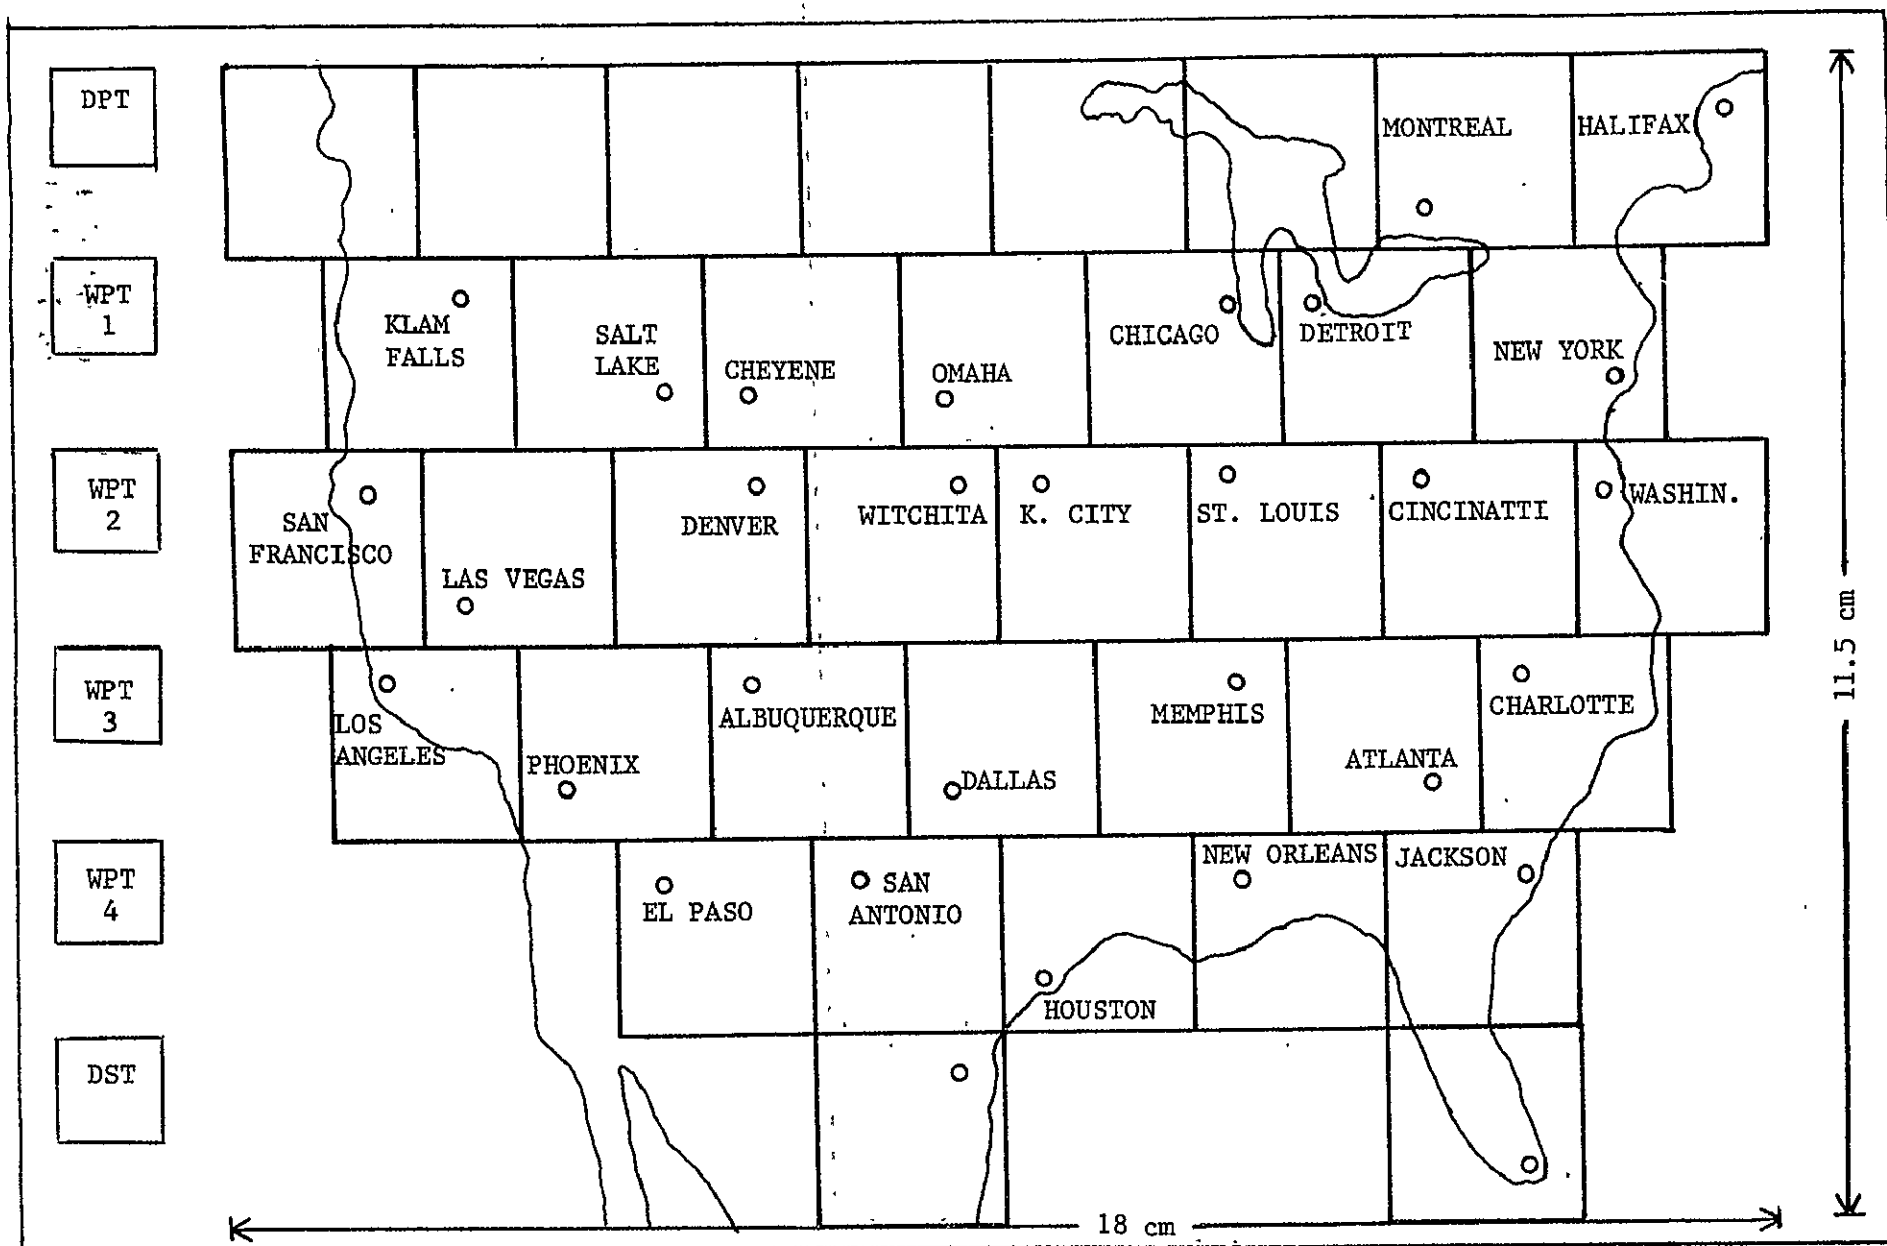 DPT
MONTREAL
HALIFAX
WPT
1
KLAM
FALLS
SALT
LAKE
CHEYENE
OMAHA
CHICAGO
DETROIT
NEW YORK
WPT
2
SAN
FRANCISCO
LAS VEGAS
DENVER
WITCHITA
K. CITY
ST. LOUIS
CINCINATTI
WASHIN.
WPT
3
LOS
ANGELES
PHOENIX
ALBUQUERQUE
DALLAS
MEMPHIS
ATLANTA
CHARLOTTE
11.5 cm
WPT
4
EL PASO
SAN
ANTONIO
HOUSTON
NEW ORLEANS
JACKSON
DST
18 cm